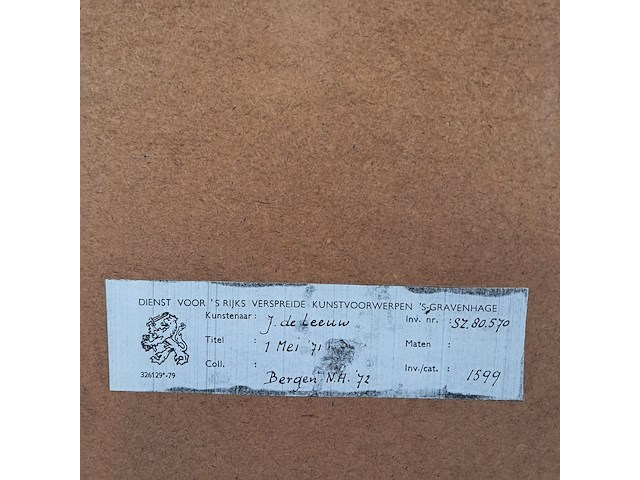 DIENST VOOR 'S RIJKS VERSPREIDE KUNSTVOORWERPEN 'S-GRAVENHAGE
Kunstenaar : J. de Leeuw Inv. nr. : SZ.80.570
Titel : 1 Mei '71 Maten :
Coll. : Bergen N.H. '72 Inv./cat. : 1599
326129*-79